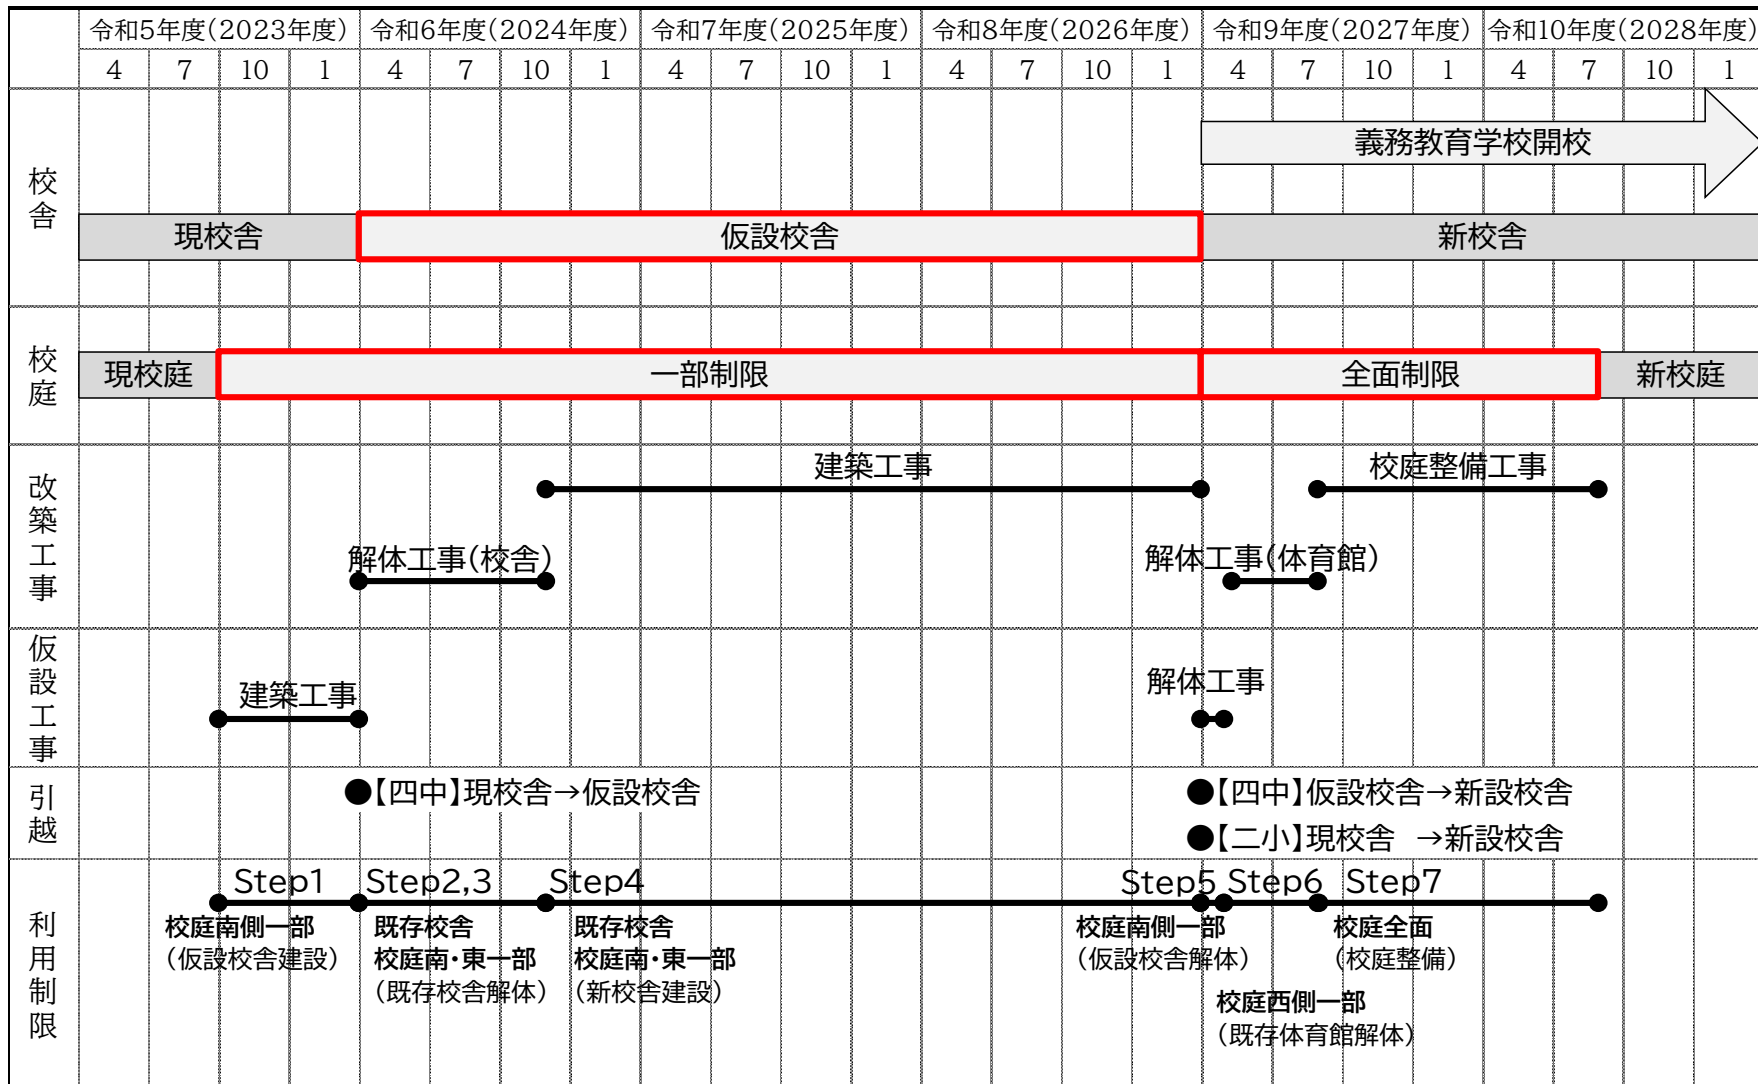 令和5年度(2023年度) 令和6年度(2024年度) 令和7年度(2025年度) 令和8年度(2026年度) 令和9年度(2027年度) 令和10年度(2028年度)
4 7 10 1 4 7 10 1 4 7 10 1 4 7 10 1 4 7 10 1 4 7 10 1
校舎
義務教育学校開校
現校舎 仮設校舎 新校舎
校庭
現校庭 一部制限 全面制限 新校庭
改築工事
建築工事 校庭整備工事
解体工事(校舎) 解体工事(体育館)
仮設工事
建築工事 解体工事
引越
●【四中】現校舎→仮設校舎 ●【四中】仮設校舎→新設校舎
●【二小】現校舎 →新設校舎
利用制限
Step1 Step2,3 Step4 Step5 Step6 Step7
校庭南側一部 既存校舎 既存校舎 校庭南側一部 校庭全面
(仮設校舎建設) 校庭南・東一部 校庭南・東一部 (仮設校舎解体) (校庭整備)
(既存校舎解体) (新校舎建設) 校庭西側一部
(既存体育館解体)